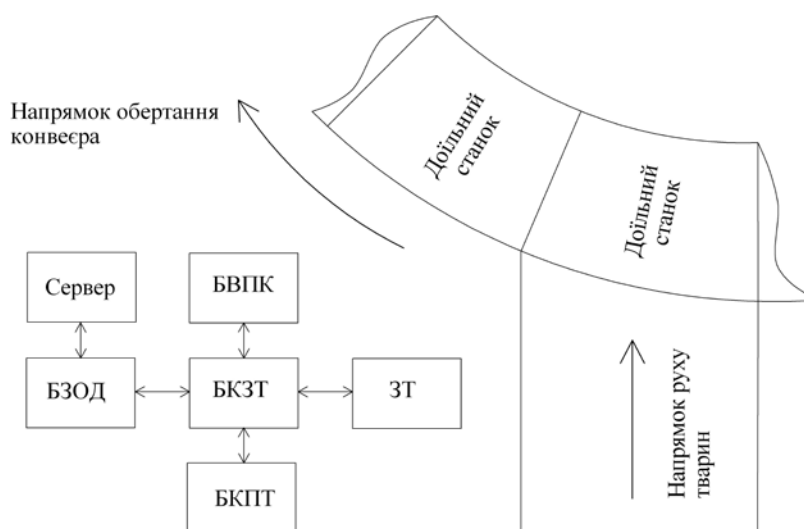 Напрямок обертання
конвеєра
Доїльний
станок
Доїльний
станок
Сервер
БВПК
БЗОД
БКЗТ
ЗТ
БКПТ
Напрямок руху
тварин